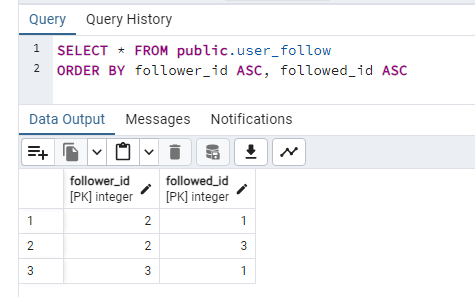 Query Query History
1 SELECT * FROM public.user_follow
2 ORDER BY follower_id ASC, followed_id ASC
Data Output Messages Notifications
follower_id followed_id
[PK] integer [PK] integer
1 2 1
2 2 3
3 3 1